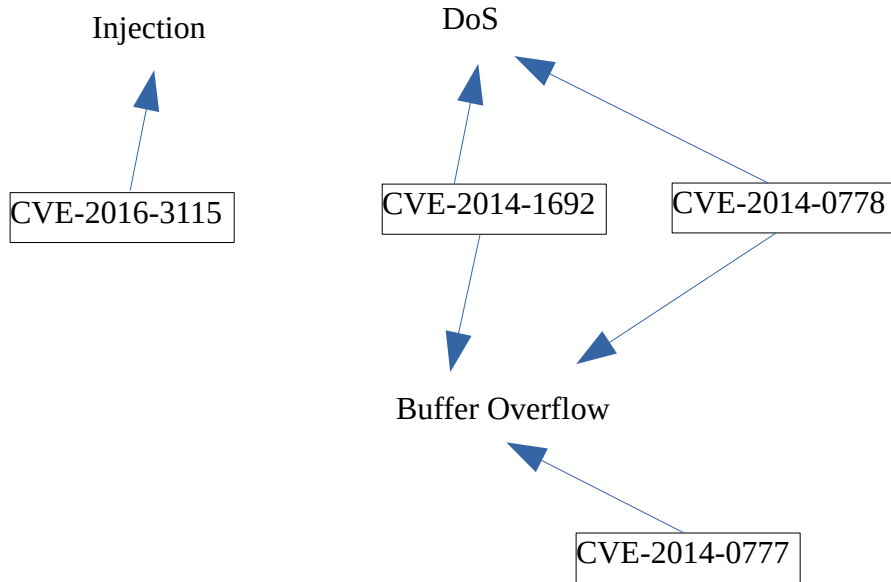 Injection
DoS
CVE-2016-3115
CVE-2014-1692
CVE-2014-0778
Buffer Overflow
CVE-2014-0777